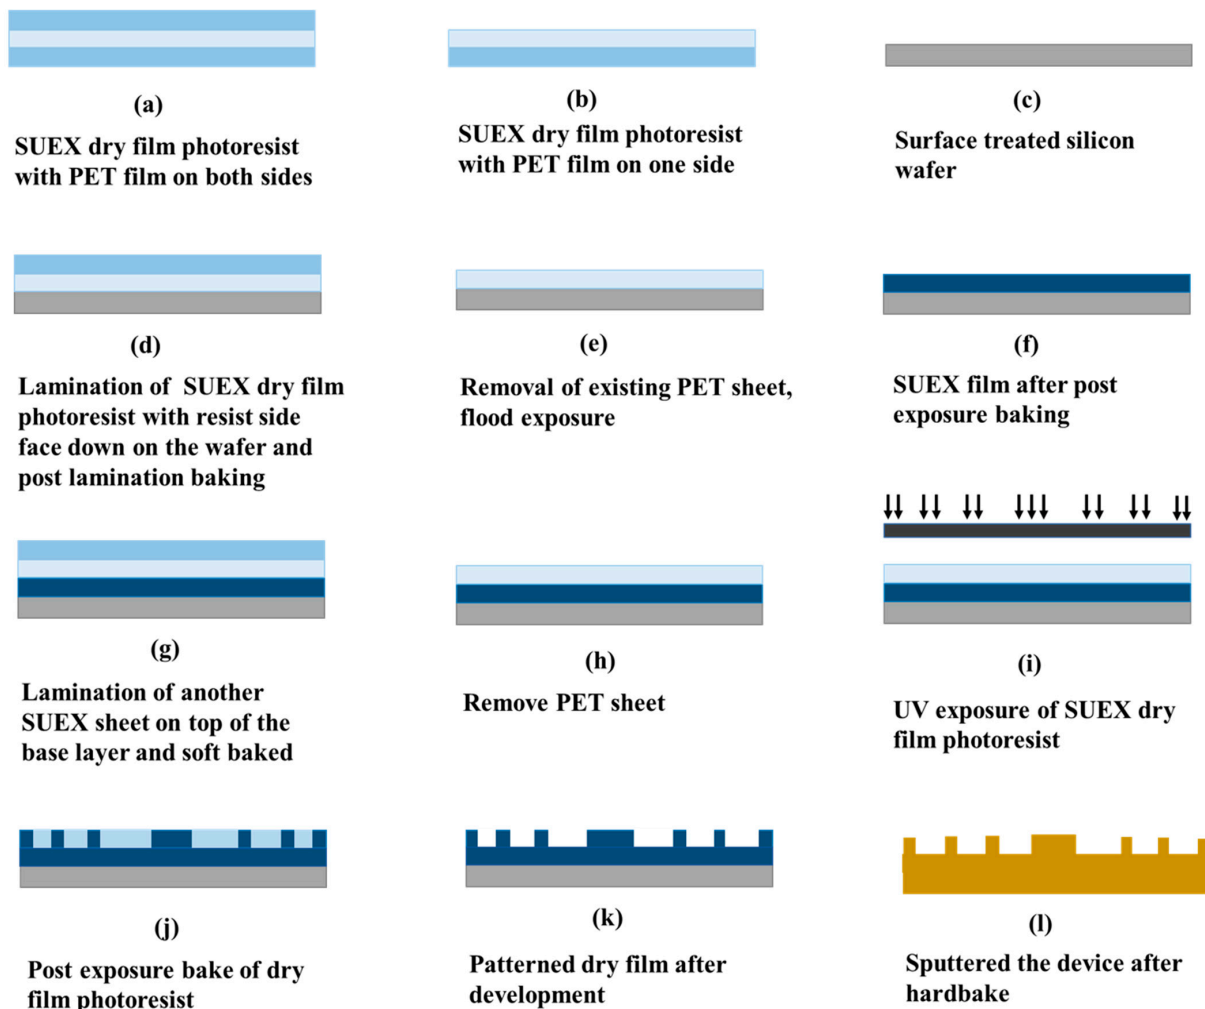 (a)
SUEX dry film photoresist
with PET film on both sides
(b)
SUEX dry film photoresist
with PET film on one side
(c)
Surface treated silicon
wafer
(d)
Lamination of SUEX dry film
photoresist with resist side
face down on the wafer and
post lamination baking
(e)
Removal of existing PET sheet,
flood exposure
(f)
SUEX film after post
exposure baking
(g)
Lamination of another
SUEX sheet on top of the
base layer and soft baked
(h)
Remove PET sheet
(i)
UV exposure of SUEX dry
film photoresist
(j)
Post exposure bake of dry
film photoresist
(k)
Patterned dry film after
development
(l)
Sputtered the device after
hardbake